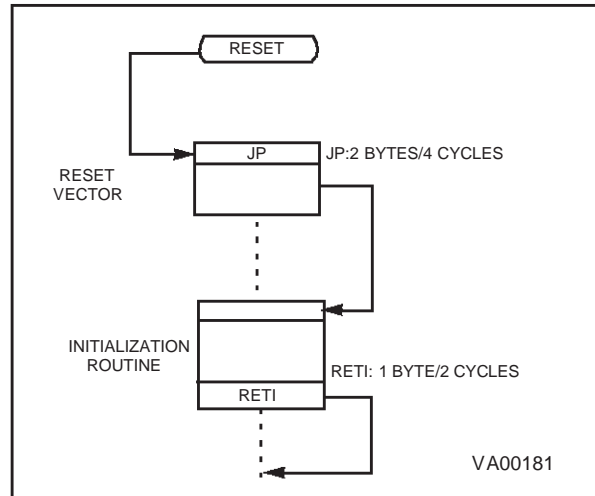 RESET
JP
JP:2 BYTES/4 CYCLES
RESET
VECTOR
INITIALIZATION
ROUTINE
RETI: 1 BYTE/2 CYCLES
RETI
VA00181